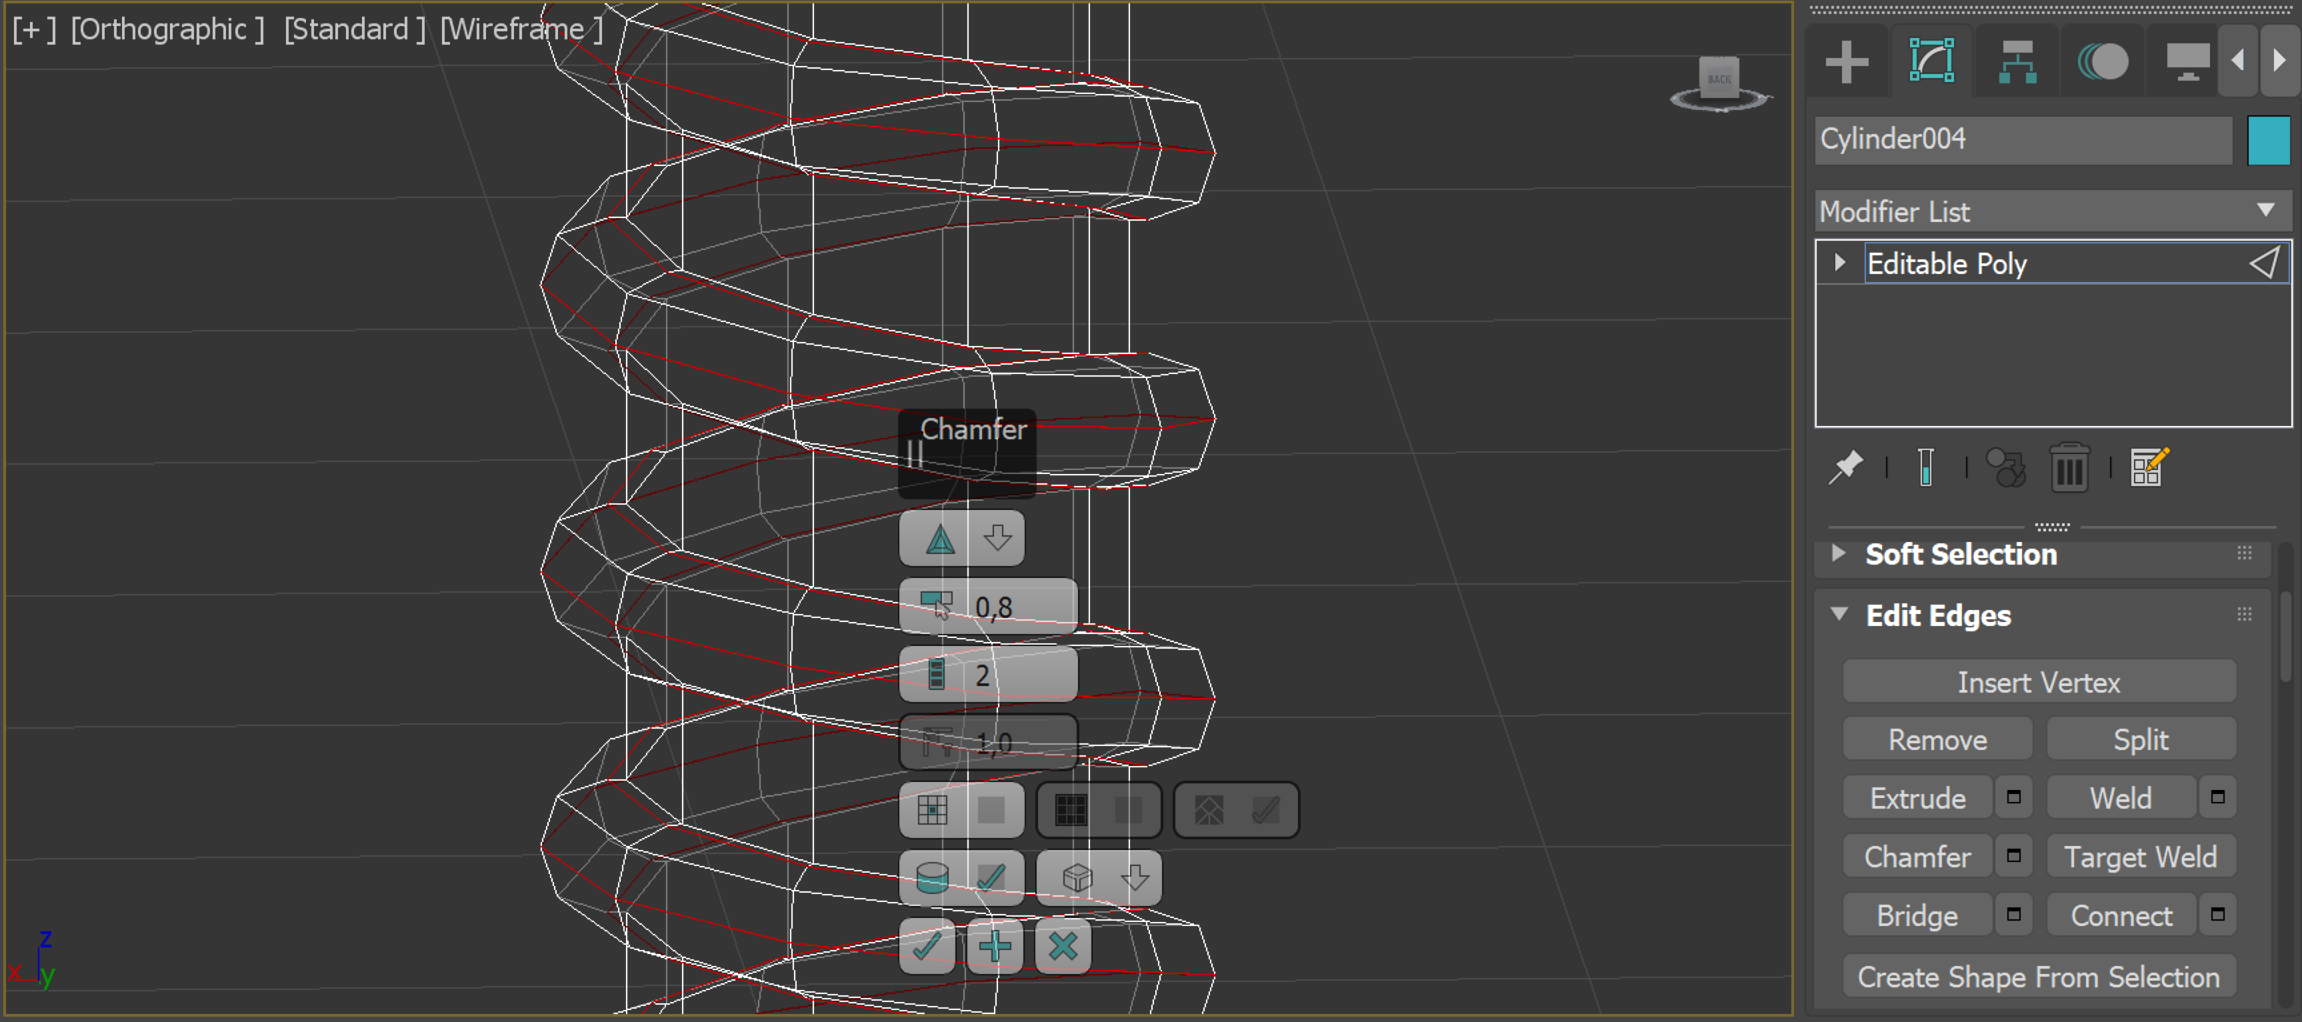 [+] [Orthographic ] [Standard ] [Wireframe ]
BACK
Cylinder004
Modifier List
Editable Poly
Chamfer
0,8
2
1,0
Soft Selection
Edit Edges
Insert Vertex
Remove Split
Extrude Weld
Chamfer Target Weld
Bridge Connect
Create Shape From Selection
z
x y